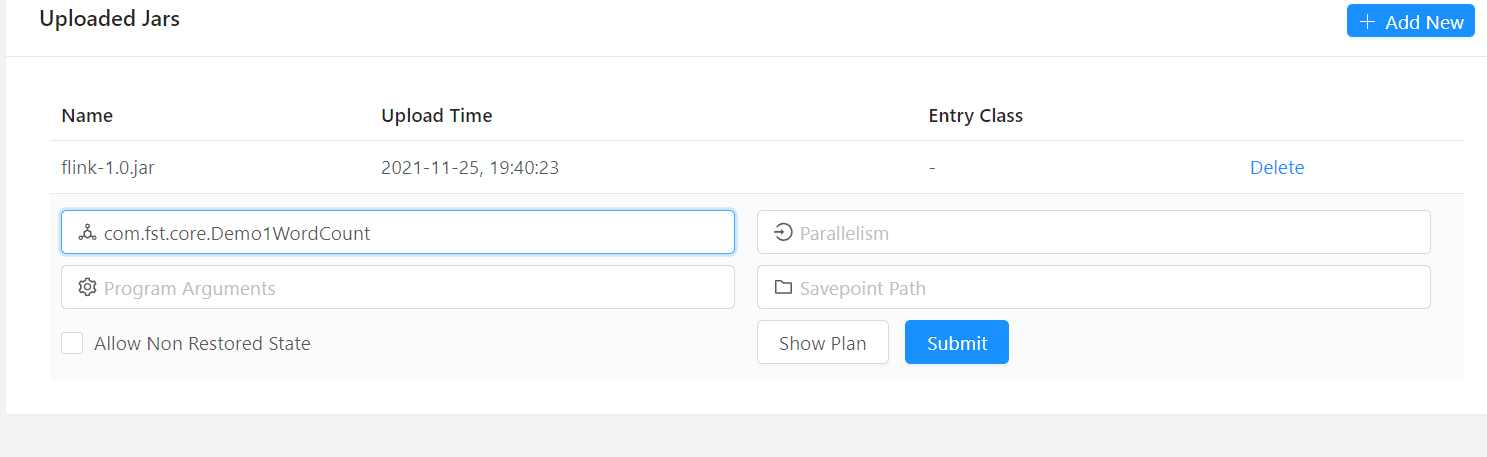 Uploaded Jars
Add New
Name Upload Time Entry Class
flink-1.0.jar 2021-11-25, 19:40:23 - Delete
com.fst.core.Demo1WordCount Parallelism
Program Arguments Savepoint Path
Allow Non Restored State Show Plan Submit